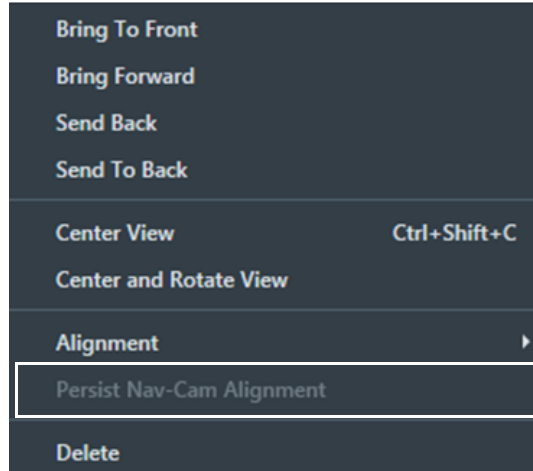 Bring To Front
Bring Forward
Send Back
Send To Back
Center View Ctrl+Shift+C
Center and Rotate View
Alignment
Persist Nav-Cam Alignment
Delete